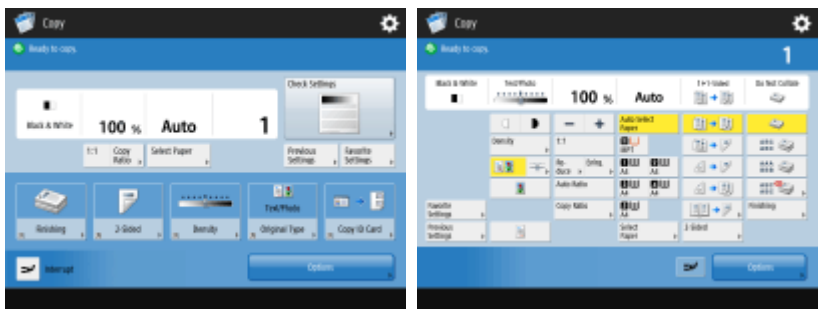 Copy
Ready to copy.
Check Settings
Black & White
100 %
Auto
1
1:1
Copy Ratio
Select Paper
Previous Settings
Favorite Settings
Finishing
2-Sided
Density
Text/Photo
Original Type
Copy ID Card
Interrupt
Options
Copy
Ready to copy.
1
Black & White
Text/Photo
100 %
Auto
1►1-Sided
Do Not Collate
Auto Select Paper
Density
1:1
Auto Ratio
Copy Ratio
Favorite Settings
Previous Settings
Select Paper
2-Sided
Finishing
Options